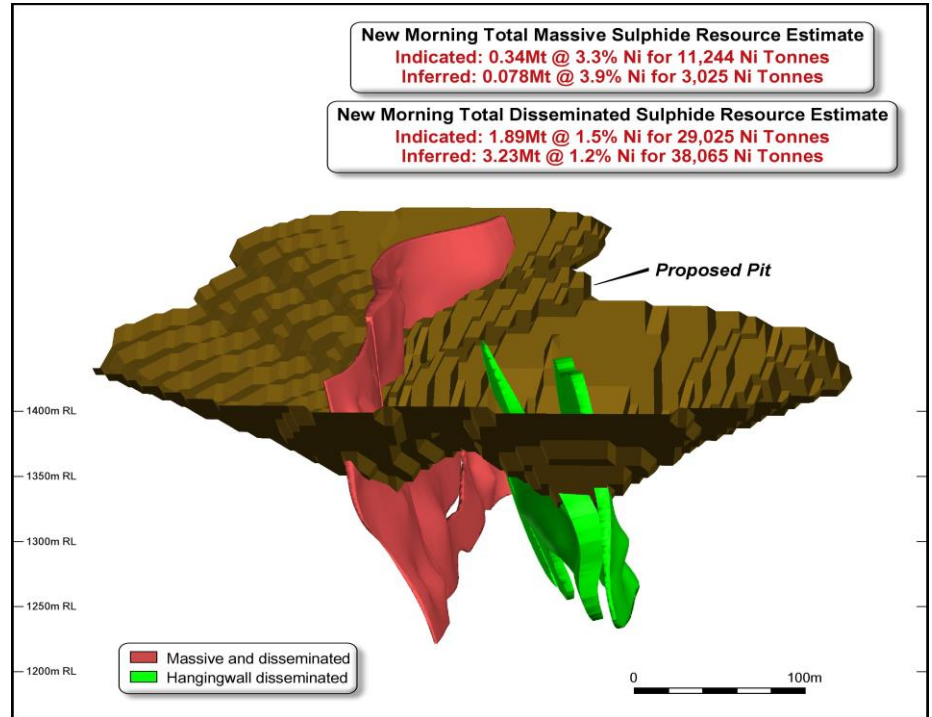 New Morning Total Massive Sulphide Resource Estimate
Indicated: 0.34Mt @ 3.3% Ni for 11,244 Ni Tonnes
Inferred: 0.078Mt @ 3.9% Ni for 3,025 Ni Tonnes
New Morning Total Disseminated Sulphide Resource Estimate
Indicated: 1.89Mt @ 1.5% Ni for 29,025 Ni Tonnes
Inferred: 3.23Mt @ 1.2% Ni for 38,065 Ni Tonnes
Proposed Pit
1400m RL
1350m RL
1300m RL
1250m RL
1200m RL
Massive and disseminated
Hangingwall disseminated
0 100m